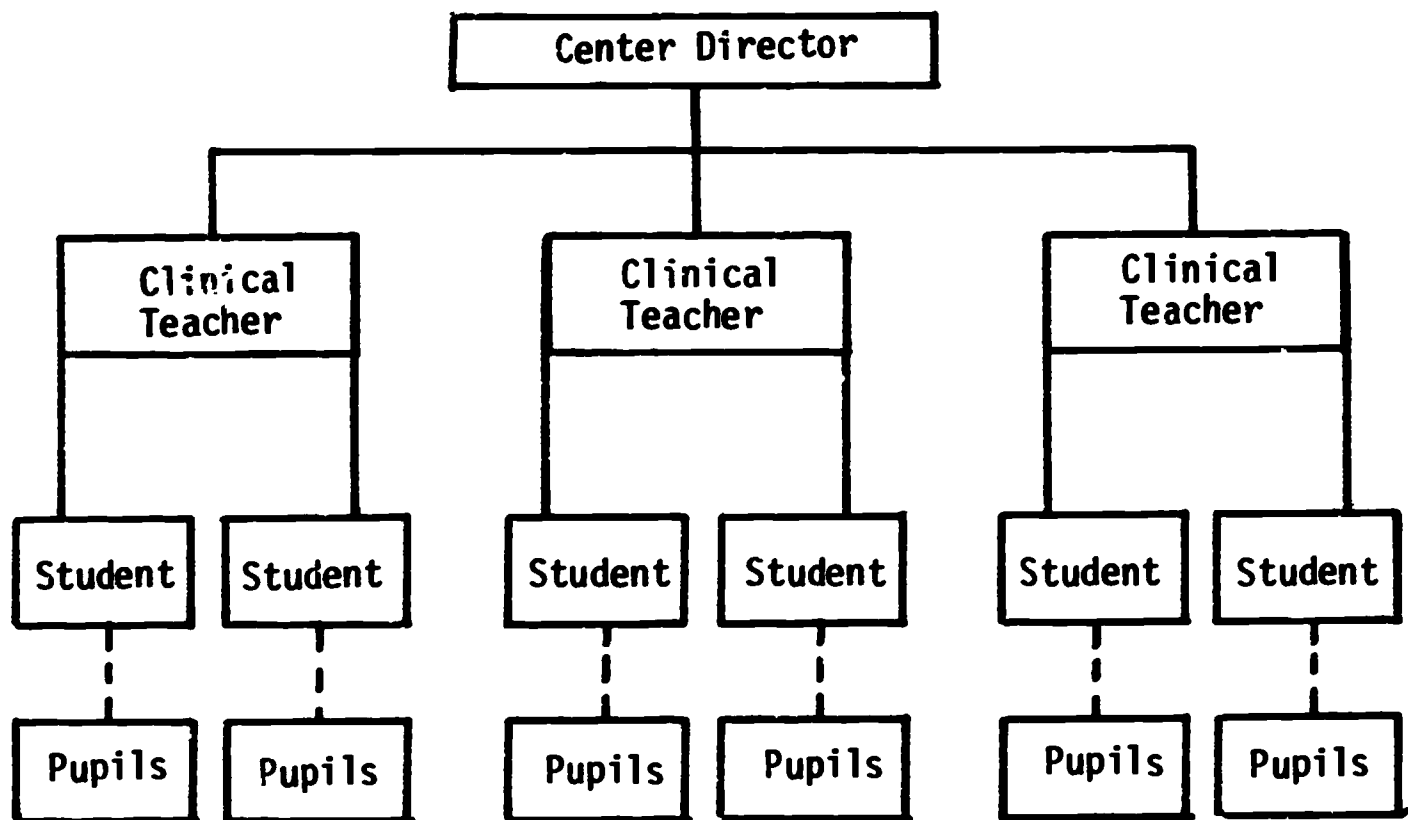 Center Director
Clinical
Teacher
Clinical
Teacher
Clinical
Teacher
Student
Student
Student
Student
Student
Student
Pupils
Pupils
Pupils
Pupils
Pupils
Pupils